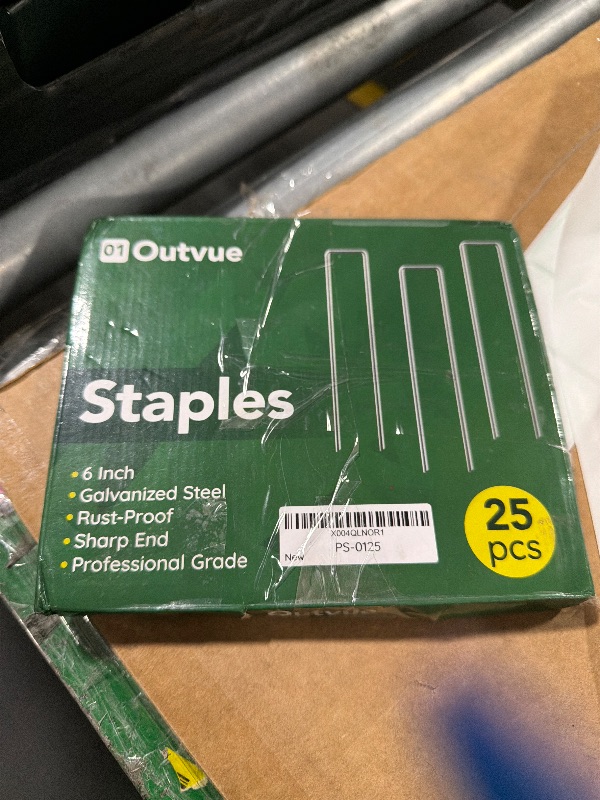 01 Outvue
Staples
• 6 Inch
• Galvanized Steel
• Rust-Proof
• Sharp End
• Professional Grade
X004QLNOR1
New
PS-0125
25
pcs
Outvue